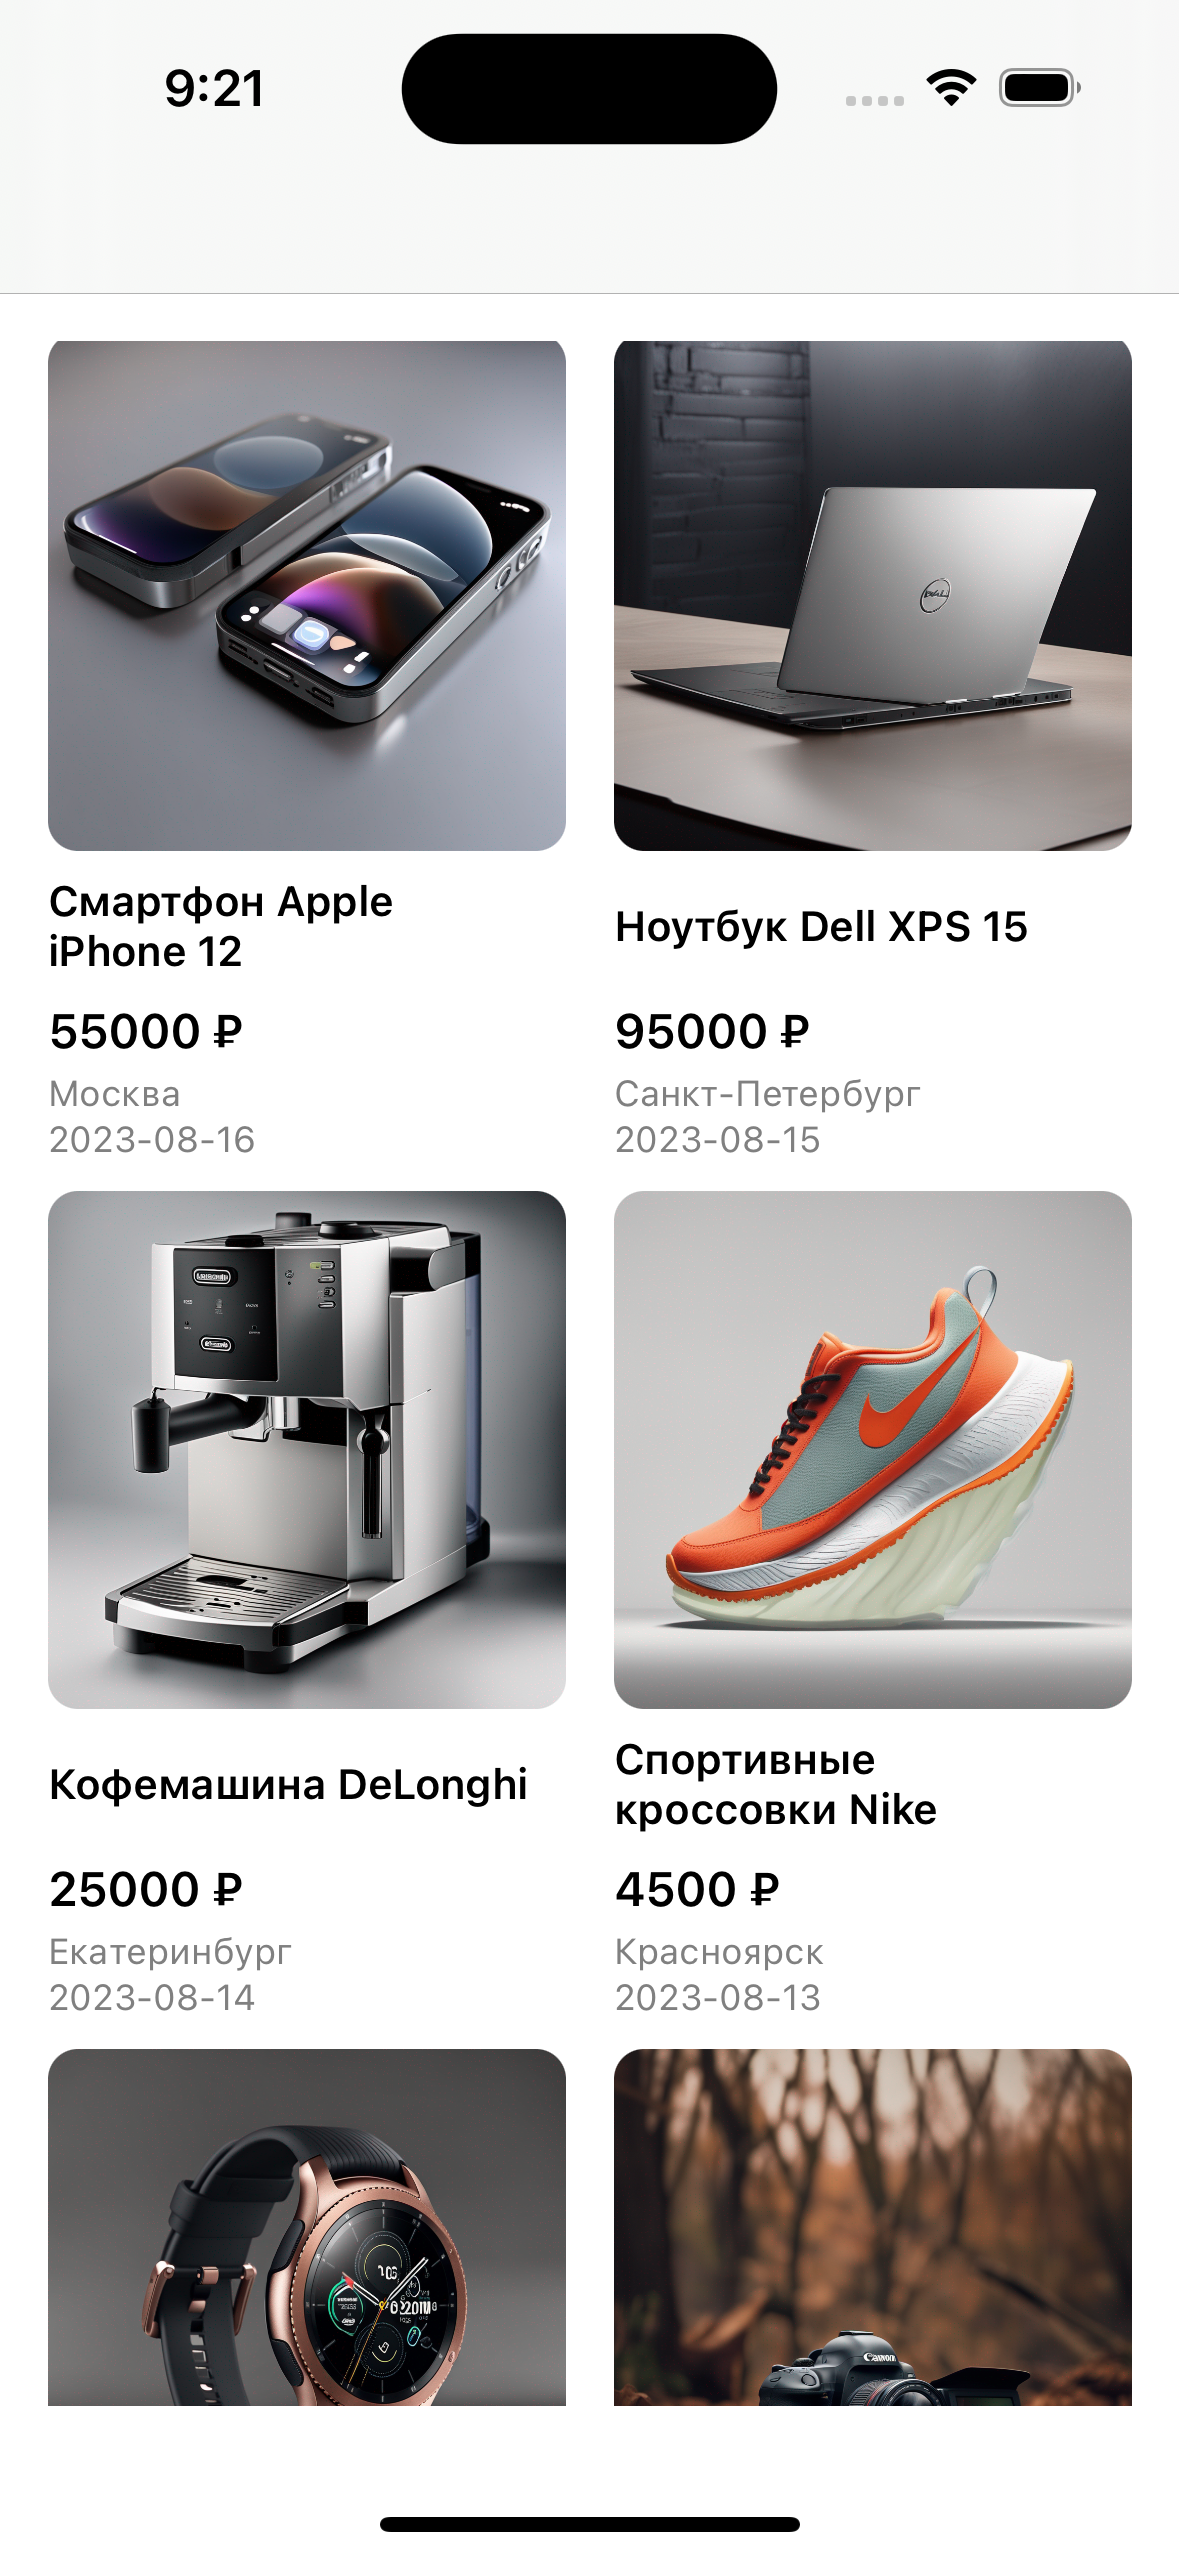 9:21
Смартфон Apple
iPhone 12
55000 ₽
Москва
2023-08-16
Ноутбук Dell XPS 15
95000 ₽
Санкт-Петербург
2023-08-15
Кофемашина DeLonghi
25000 ₽
Екатеринбург
2023-08-14
Спортивные
кроссовки Nike
4500 ₽
Красноярск
2023-08-13